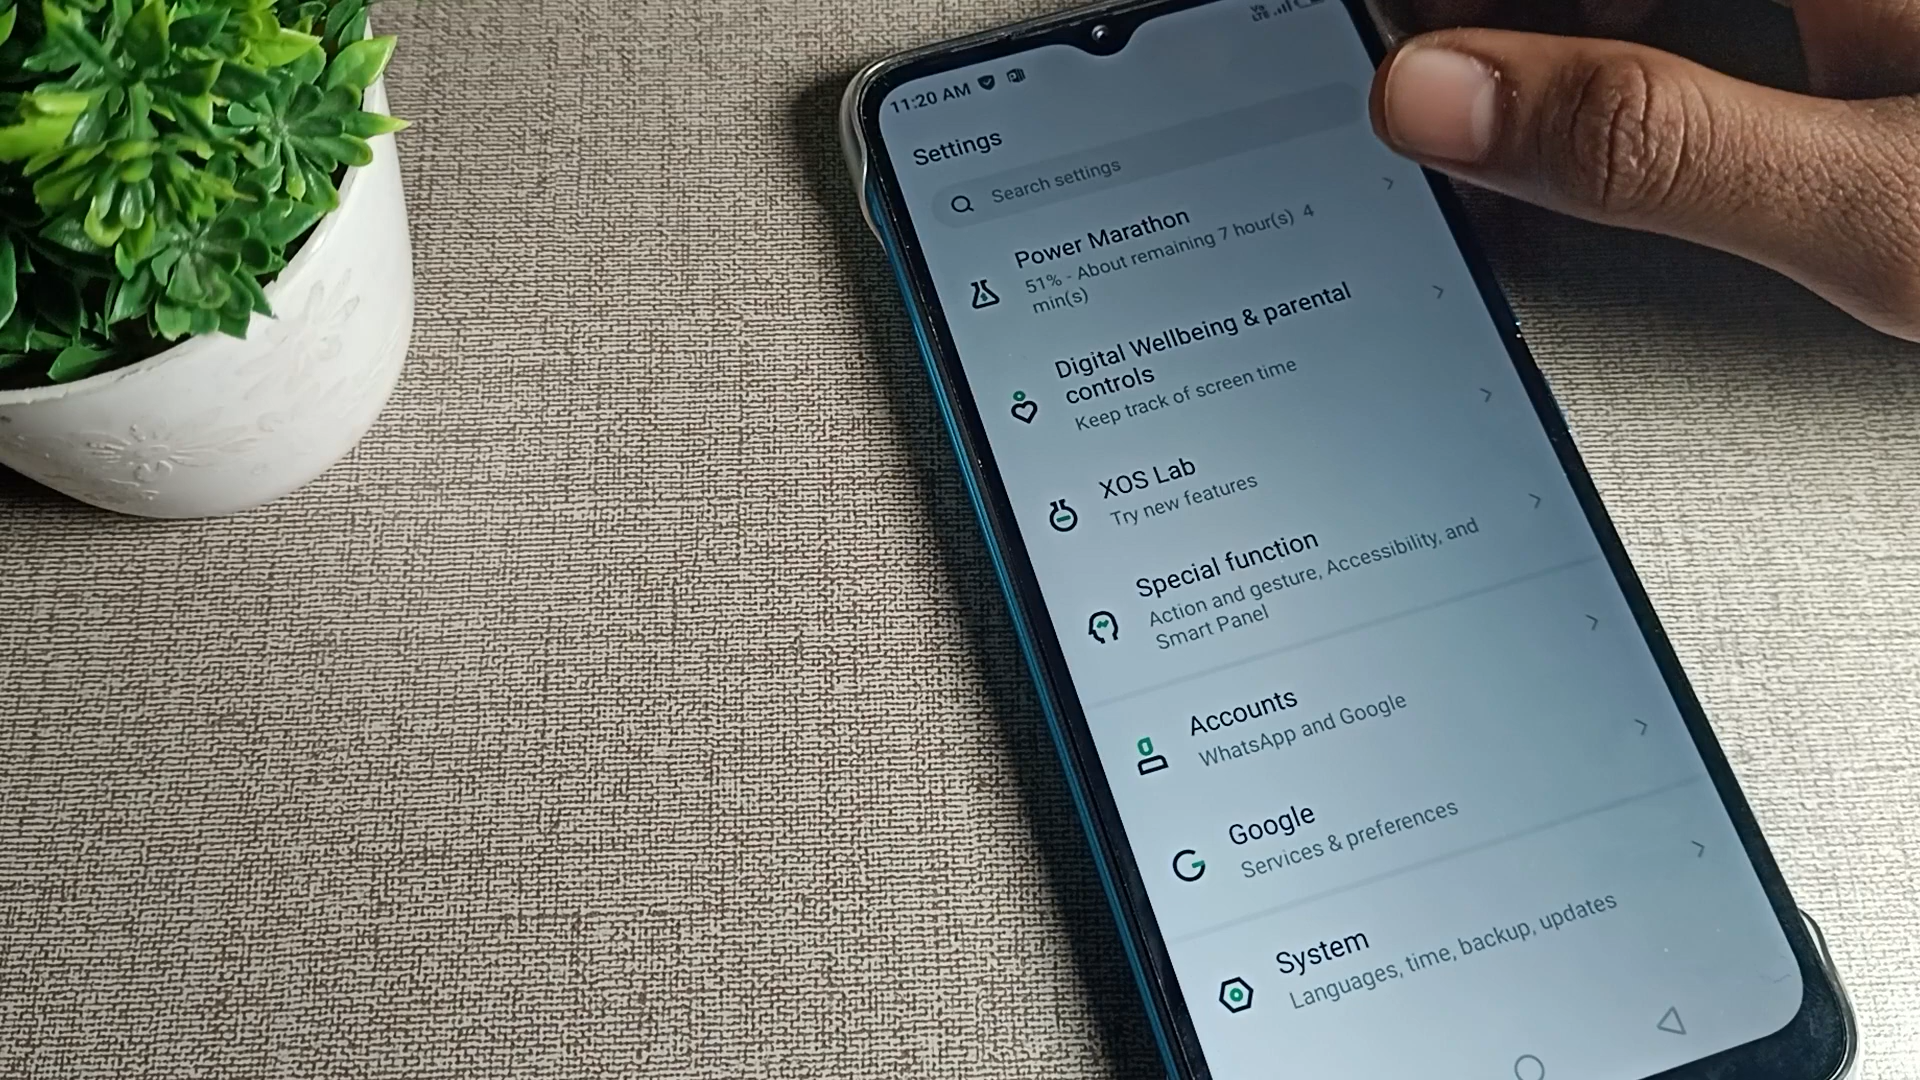 11:20 AM
Vo
LTE
Settings
Search settings
Power Marathon
51% - About remaining 7 hour(s) 4
min(s)
Digital Wellbeing & parental
controls
Keep track of screen time
XOS Lab
Try new features
Special function
Action and gesture, Accessibility, and
Smart Panel
Accounts
WhatsApp and Google
Google
Services & preferences
System
Languages, time, backup, updates